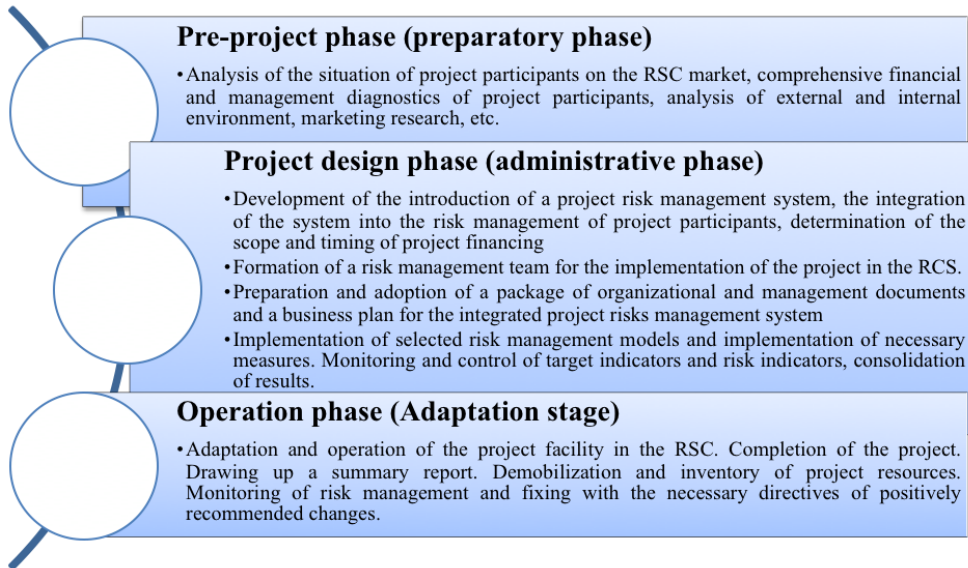 Pre-project phase (preparatory phase)
•Analysis of the situation of project participants on the RSC market, comprehensive financial
and management diagnostics of project participants, analysis of external and internal
environment, marketing research, etc.
Project design phase (administrative phase)
•Development of the introduction of a project risk management system, the integration
of the system into the risk management of project participants, determination of the
scope and timing of project financing
•Formation of a risk management team for the implementation of the project in the RCS.
•Preparation and adoption of a package of organizational and management documents
and a business plan for the integrated project risks management system
•Implementation of selected risk management models and implementation of necessary
measures. Monitoring and control of target indicators and risk indicators, consolidation
of results.
Operation phase (Adaptation stage)
•Adaptation and operation of the project facility in the RSC. Completion of the project.
Drawing up a summary report. Demobilization and inventory of project resources.
Monitoring of risk management and fixing with the necessary directives of positively
recommended changes.